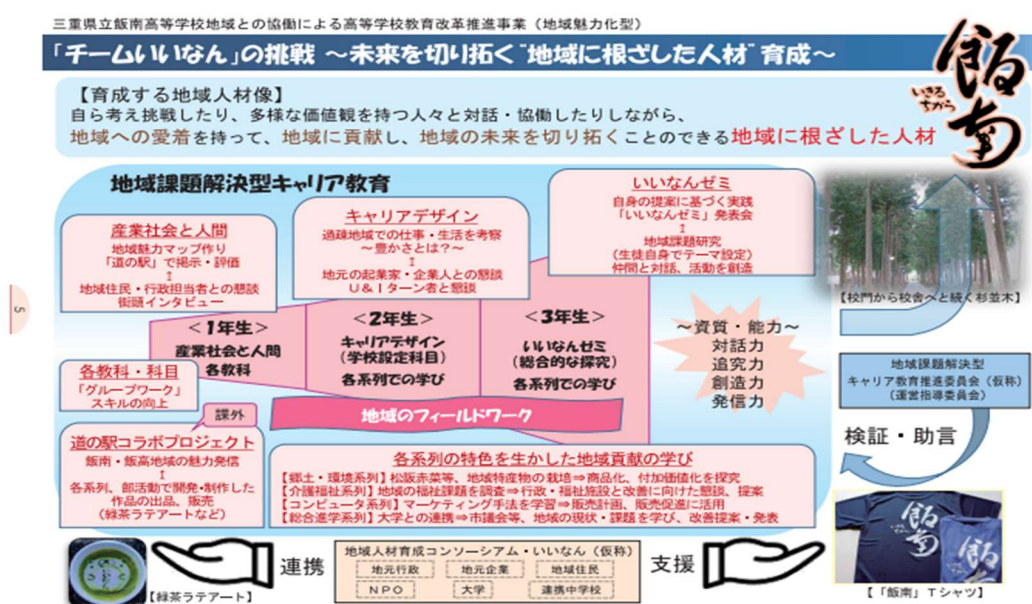 三重県立飯南高等学校地域との協働による高等学校教育改革推進事業（地域魅力化型）
「チームいいなん」の挑戦 ～未来を切り拓く“地域に根ざした人材”育成～
飯南
いきるちから
【育成する地域人材像】
自ら考え挑戦したり、多様な価値観を持つ人々と対話・協働したりしながら、
地域への愛着を持って、地域に貢献し、地域の未来を切り拓くことのできる地域に根ざした人材
地域課題解決型キャリア教育
産業社会と人間
地域魅力マップ作り
「道の駅」で掲示・評価
↕
地域住民・行政担当者との懇談
街頭インタビュー
キャリアデザイン
過疎地域での仕事・生活を考察
～豊かさとは？～
↕
地元の起業家・企業人との懇談
U＆Iターン者と懇談
いいなんゼミ
自身の提案に基づく実践
「いいなんゼミ」発表会
↕
地域課題研究
（生徒自身でテーマ設定）
仲間と対話、活動を創造
【校門から校舎へと続く杉並木】
＜1年生＞
産業社会と人間
各教科
＜2年生＞
キャリアデザイン
（学校設定科目）
各系列での学び
＜3年生＞
いいなんゼミ
（総合的な探究）
各系列での学び
～資質・能力～
対話力
追究力
創造力
発信力
各教科・科目
「グループワーク」
スキルの向上
地域のフィールドワーク
地域課題解決型
キャリア教育推進委員会（仮称）
（運営指導委員会）
検証・助言
課外
道の駅コラボプロジェクト
飯南・飯高地域の魅力発信
↕
各系列、部活動で開発・制作した
作品の出品、販売
（緑茶ラテアートなど）
各系列の特色を生かした地域貢献の学び
【郷土・環境系列】松阪赤菜等、地域特産物の栽培⇒商品化、付加価値化を探究
【介護福祉系列】地域の福祉課題を調査⇒行政・福祉施設と改善に向けた懇談、提案
【コンピュータ系列】マーケティング手法を学習⇒販売計画、販売促進に活用
【総合進学系列】大学との連携⇒市議会等、地域の現状・課題を学び、改善提案・発表
【緑茶ラテアート】
連携
地域人材育成コンソーシアム・いいなん（仮称）
地元行政 地元企業 地域住民
NPO 大学 連携中学校
支援
飯南
飯南
【「飯南」Tシャツ】
5